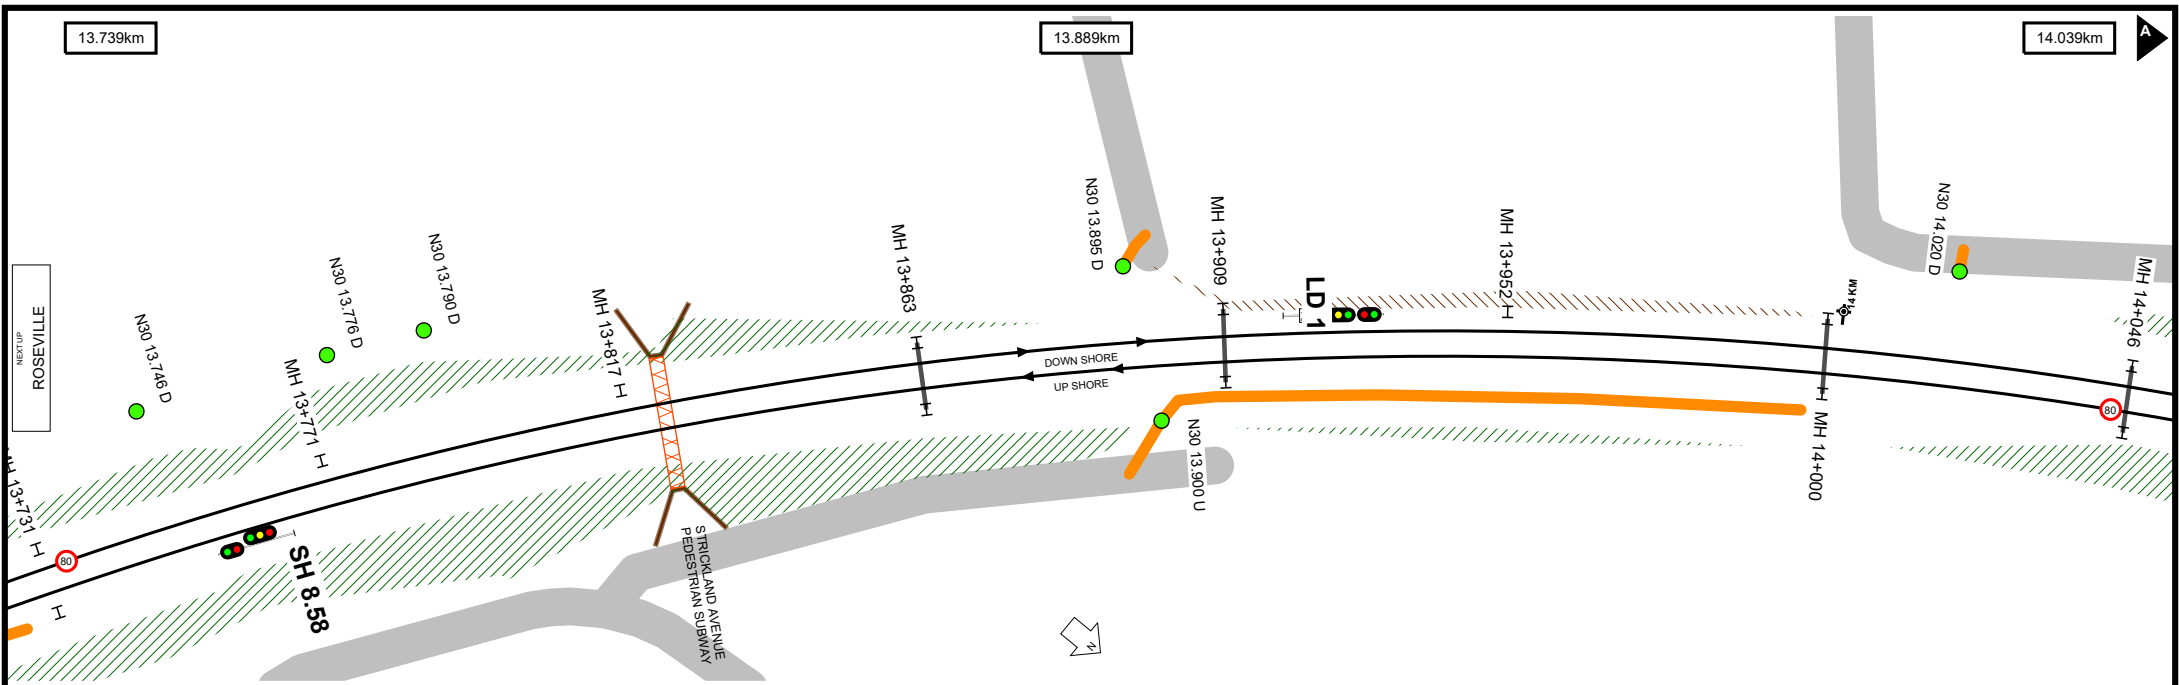 13.739km
13.889km
14.039km
A
NEXT UP
ROSEVILLE
N30 13.746 D
N30 13.776 D
N30 13.790 D
MH 13+731
MH 13+771
MH 13+817
MH 13+863
N30 13.895 D
MH 13+909
LD 1
MH 13+952
14 KM
N30 14.020 D
MH 14+046
DOWN SHORE
UP SHORE
80
80
SH 8.58
STRICKLAND AVENUE
PEDESTRIAN SUBWAY
N30 13.900 U
MH 14+000
N